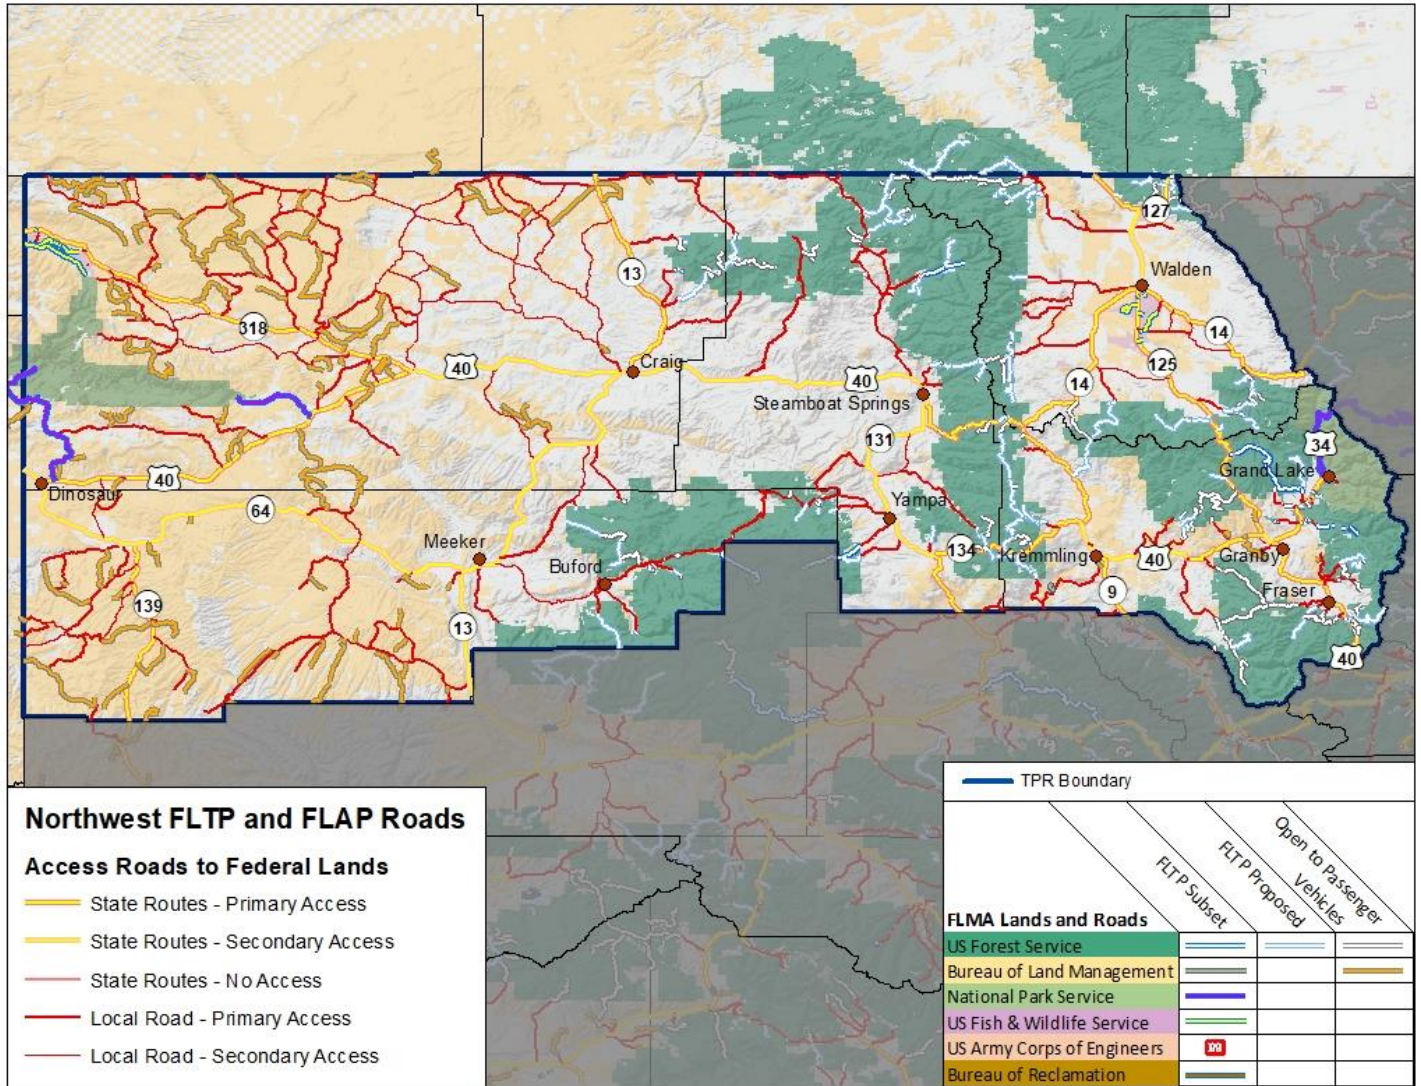 127
13
Walden
318
14
40
Craig
125
40
14
Steamboat Springs
131
34
Grand Lake
40
Dinosaur
64
Yampa
Meeker
134
Kremmling
40
Granby
Buford
9
Fraser
139
13
40
Northwest FLTP and FLAP Roads
Access Roads to Federal Lands
State Routes - Primary Access
State Routes - Secondary Access
State Routes - No Access
Local Road - Primary Access
Local Road - Secondary Access
TPR Boundary
FLTP Subset
FLTP Proposed
Open to Passenger
Vehicles
FLMA Lands and Roads
US Forest Service
Bureau of Land Management
National Park Service
US Fish & Wildlife Service
US Army Corps of Engineers
Bureau of Reclamation